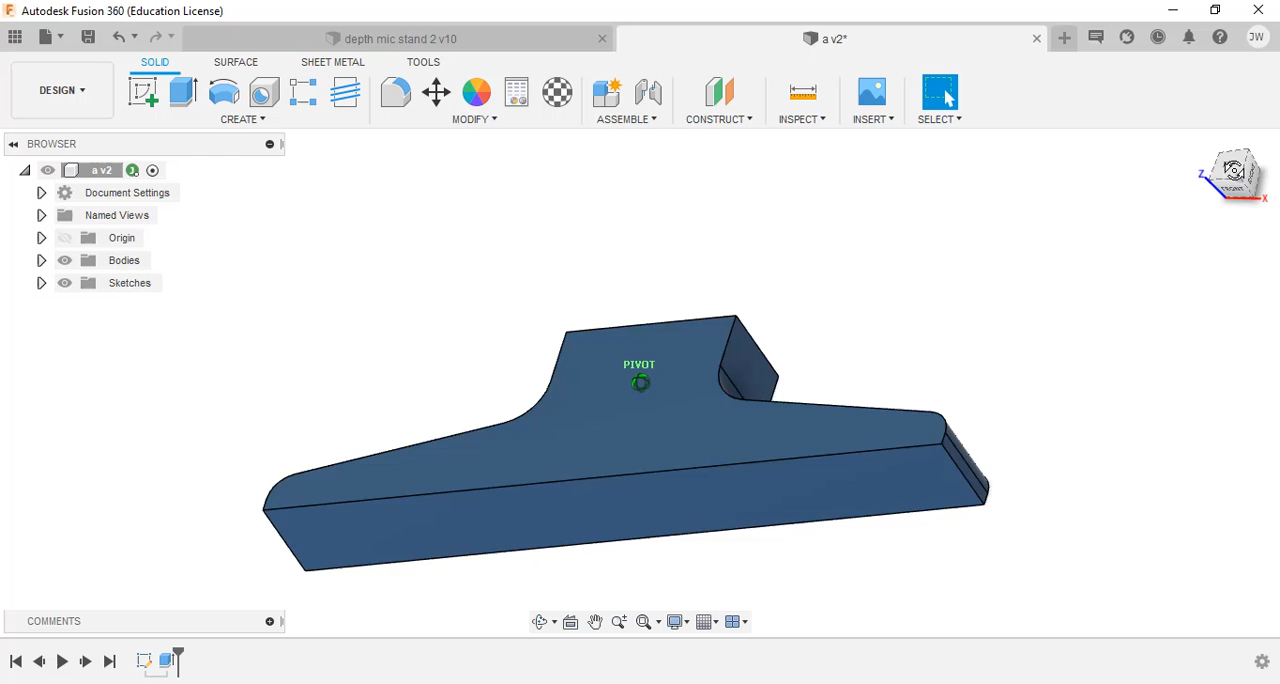 Autodesk Fusion 360 (Education License)
depth mic stand 2 v10
a v2*
JW
DESIGN
SOLID SURFACE SHEET METAL TOOLS
CREATE MODIFY ASSEMBLE CONSTRUCT INSPECT INSERT SELECT
BROWSER
a v2
Document Settings
Named Views
Origin
Bodies
Sketches
Z
X
PIVOT
COMMENTS